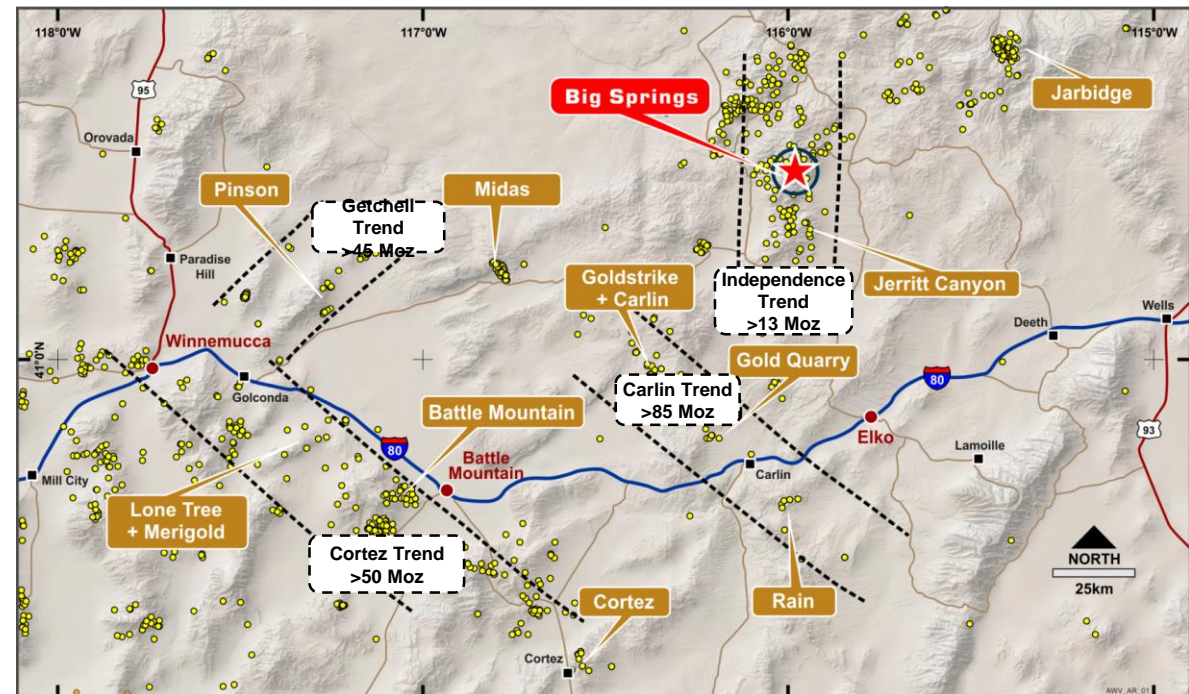 118°0'W
117°0'W
116°0'W
115°0'W
95
Orovada
Big Springs
Jarbidge
Pinson
Getchell
Trend
>45 Moz
Midas
Paradise
Hill
Goldstrike
+ Carlin
Independence
Trend
>13 Moz
Jerritt Canyon
Wells
Deeth
Winnemucca
41°0'N
Golconda
Gold Quarry
Carlin Trend
>85 Moz
80
93
Battle Mountain
80
Battle
Mountain
Elko
Lamoille
Carlin
Mill City
Lone Tree
+ Merigold
Cortez Trend
>50 Moz
NORTH
25km
Cortez
Rain
Cortez
AWV_AR_01